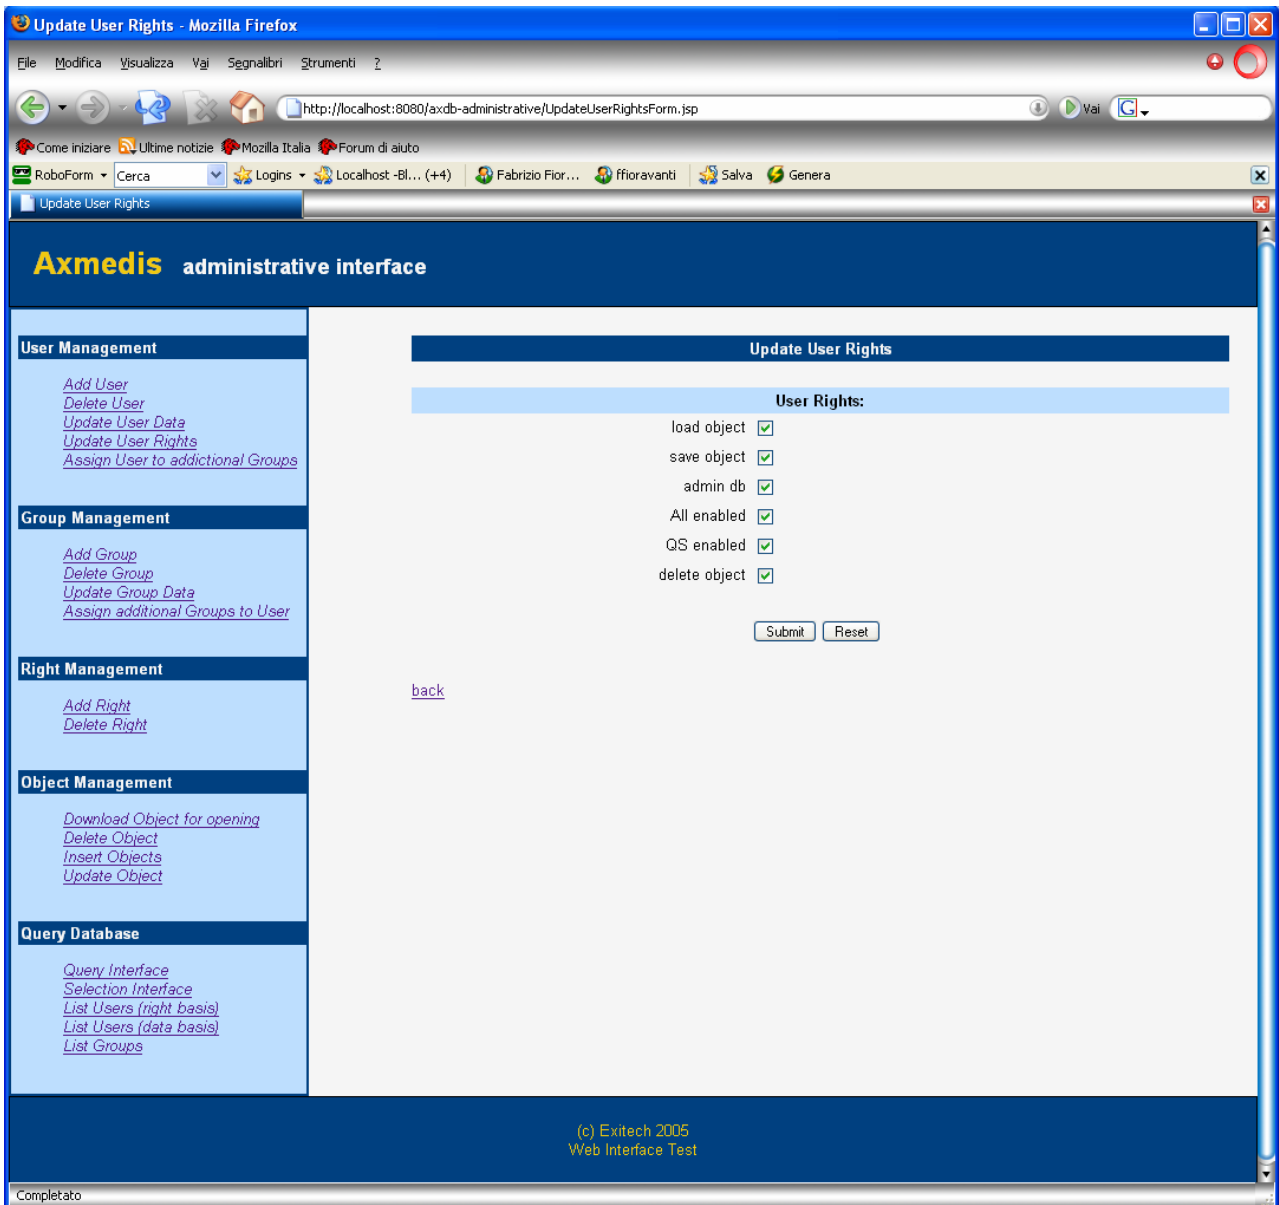 Update User Rights - Mozilla Firefox
File Modifica Visualizza Vai Segnalibri Strumenti ?
http://localhost:8080/axdb-administrative/UpdateUserRightsForm.jsp Vai G
Come iniziare Ultime notizie Mozilla Italia Forum di aiuto
RoboForm Cerca Logins Localhost -Bl... (+4) Fabrizio Fior... ffioravanti Salva Genera
Update User Rights
Axmedis administrative interface
User Management
Add User
Delete User
Update User Data
Update User Rights
Assign User to addictional Groups
Group Management
Add Group
Delete Group
Update Group Data
Assign additional Groups to User
Right Management
Add Right
Delete Right
Object Management
Download Object for opening
Delete Object
Insert Objects
Update Object
Query Database
Query Interface
Selection Interface
List Users (right basis)
List Users (data basis)
List Groups
Update User Rights
User Rights:
load object
save object
admin db
All enabled
QS enabled
delete object
Submit Reset
back
(c) Exitech 2005
Web Interface Test
Completato